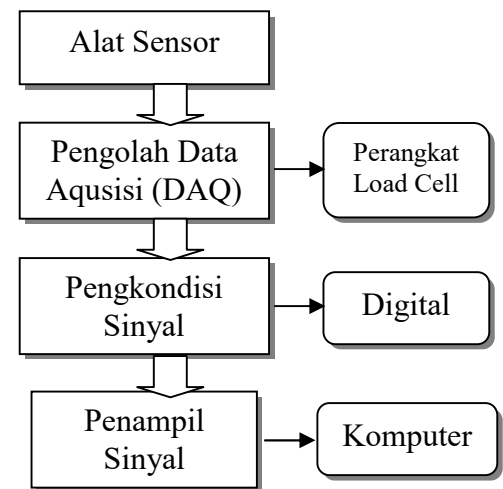 Alat Sensor
Pengolah Data
Aqusisi (DAQ)
Perangkat
Load Cell
Pengkondisi
Sinyal
Digital
Penampil
Sinyal
Komputer